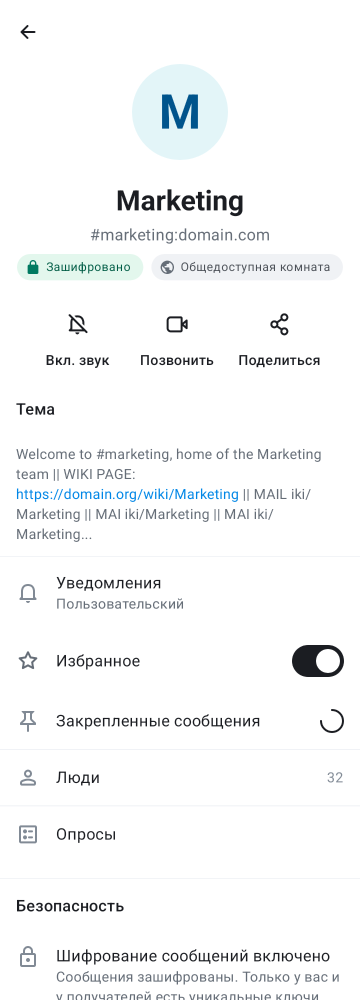 M
Marketing
#marketing:domain.com
Зашифровано
Общедоступная комната
Вкл. звук
Позвонить
Поделиться
Тема
Welcome to #marketing, home of the Marketing
team || WIKI PAGE:
https://domain.org/wiki/Marketing || MAIL iki/
Marketing || MAI iki/Marketing || MAI iki/
Marketing...
Уведомления
Пользовательский
Избранное
Закрепленные сообщения
Люди
32
Опросы
Безопасность
Шифрование сообщений включено
Сообщения зашифрованы. Только у вас и
у получателей есть уникальные ключи